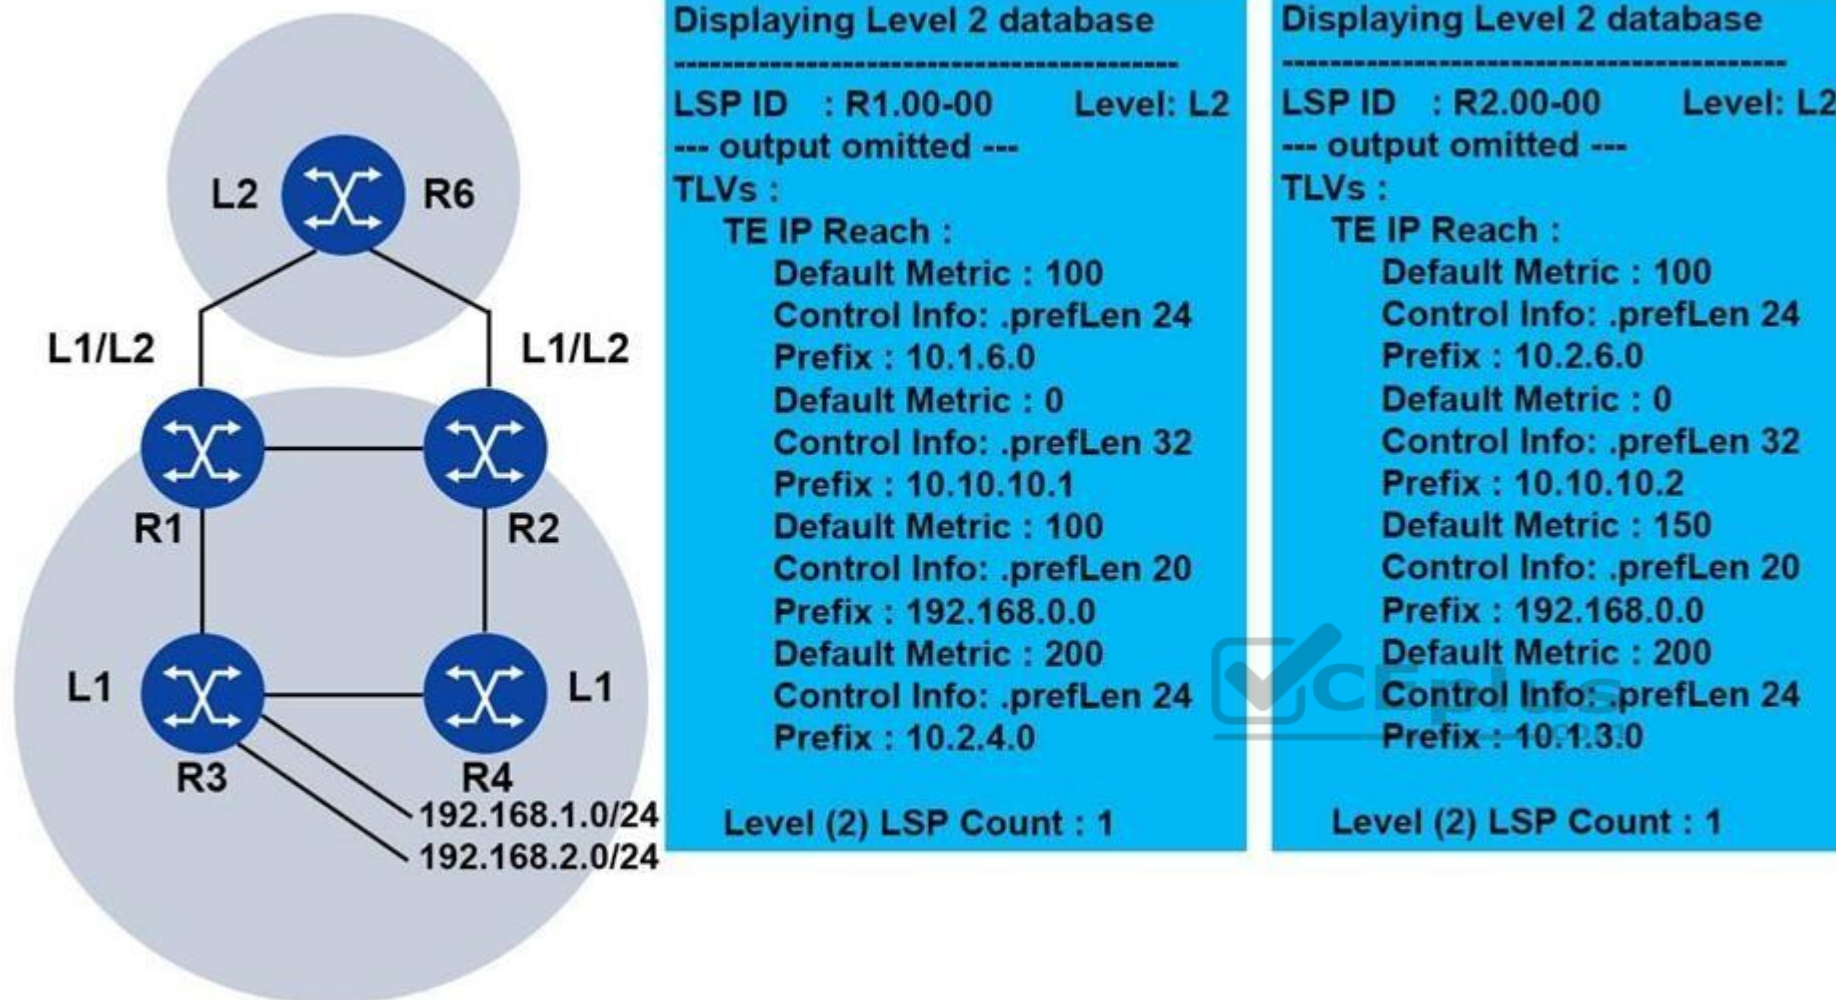 L2
R6
L1/L2
L1/L2
R1
R2
L1
L1
R3
R4
192.168.1.0/24
192.168.2.0/24
Displaying Level 2 database
-------------------------------------------
LSP ID : R1.00-00 Level: L2
--- output omitted ---
TLVs :
TE IP Reach :
Default Metric : 100
Control Info: .prefLen 24
Prefix : 10.1.6.0
Default Metric : 0
Control Info: .prefLen 32
Prefix : 10.10.10.1
Default Metric : 100
Control Info: .prefLen 20
Prefix : 192.168.0.0
Default Metric : 200
Control Info: .prefLen 24
Prefix : 10.2.4.0
Level (2) LSP Count : 1
Displaying Level 2 database
-------------------------------------------
LSP ID : R2.00-00 Level: L2
--- output omitted ---
TLVs :
TE IP Reach :
Default Metric : 100
Control Info: .prefLen 24
Prefix : 10.2.6.0
Default Metric : 0
Control Info: .prefLen 32
Prefix : 10.10.10.2
Default Metric : 150
Control Info: .prefLen 20
Prefix : 192.168.0.0
Default Metric : 200
Control Info: .prefLen 24
Prefix : 10.1.3.0
Level (2) LSP Count : 1
CEplus